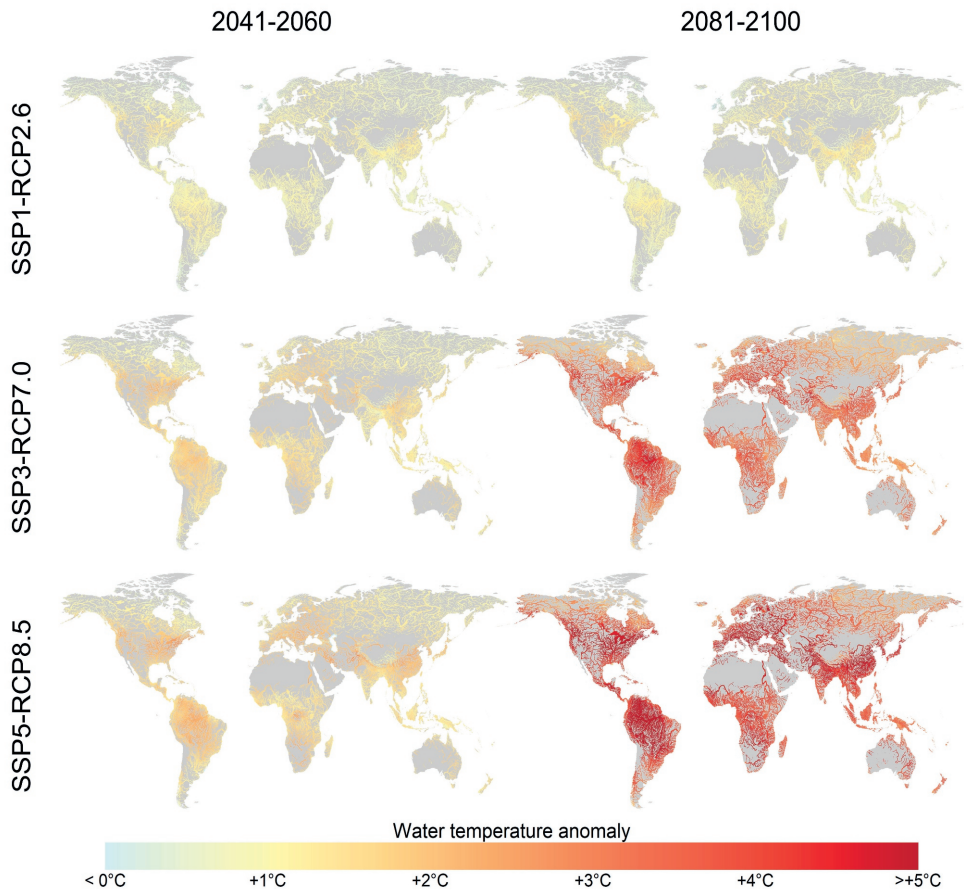 2041-2060 2081-2100
SSP1-RCP2.6
SSP3-RCP7.0
SSP5-RCP8.5
Water temperature anomaly
< 0°C +1°C +2°C +3°C +4°C >+5°C